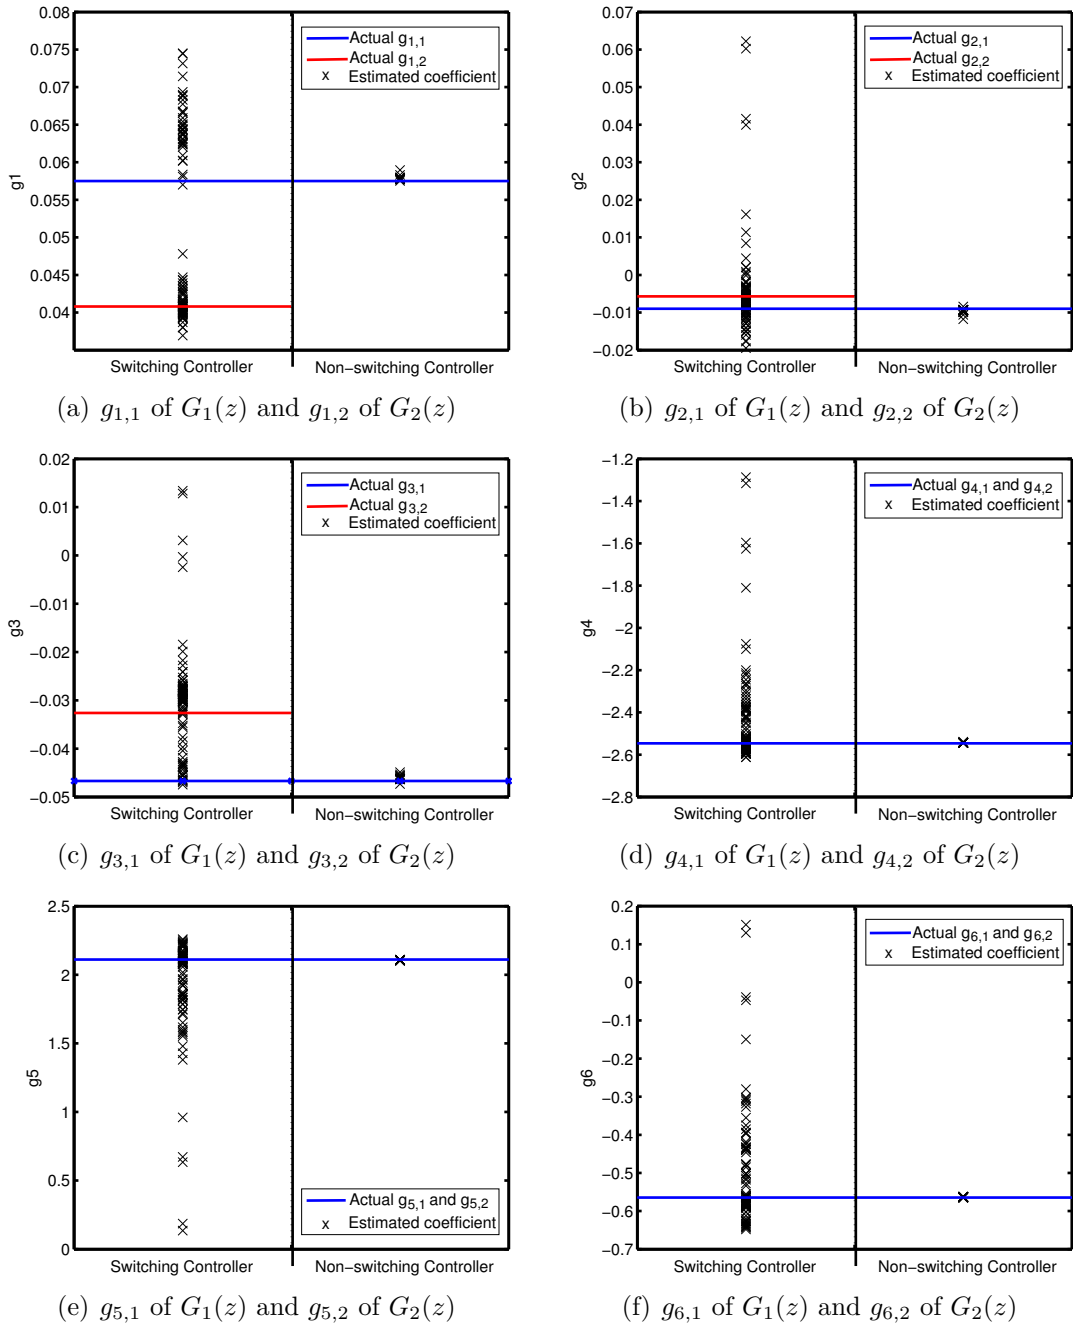 0.08
0.075
0.07
0.065
0.06
0.055
0.05
0.045
0.04
g1
Actual g1,1
Actual g1,2
x Estimated coefficient
Switching Controller
Non−switching Controller
(a) g1,1 of G1(z) and g1,2 of G2(z)
0.07
0.06
0.05
0.04
0.03
0.02
0.01
0
−0.01
−0.02
g2
Actual g2,1
Actual g2,2
x Estimated coefficient
Switching Controller
Non−switching Controller
(b) g2,1 of G1(z) and g2,2 of G2(z)
0.02
0.01
0
−0.01
−0.02
−0.03
−0.04
−0.05
g3
Actual g3,1
Actual g3,2
x Estimated coefficient
Switching Controller
Non−switching Controller
(c) g3,1 of G1(z) and g3,2 of G2(z)
−1.2
−1.4
−1.6
−1.8
−2
−2.2
−2.4
−2.6
−2.8
g4
Actual g4,1 and g4,2
x Estimated coefficient
Switching Controller
Non−switching Controller
(d) g4,1 of G1(z) and g4,2 of G2(z)
2.5
2
1.5
1
0.5
0
g5
Actual g5,1 and g5,2
x Estimated coefficient
Switching Controller
Non−switching Controller
(e) g5,1 of G1(z) and g5,2 of G2(z)
0.2
0.1
0
−0.1
−0.2
−0.3
−0.4
−0.5
−0.6
−0.7
g6
Actual g6,1 and g6,2
x Estimated coefficient
Switching Controller
Non−switching Controller
(f) g6,1 of G1(z) and g6,2 of G2(z)